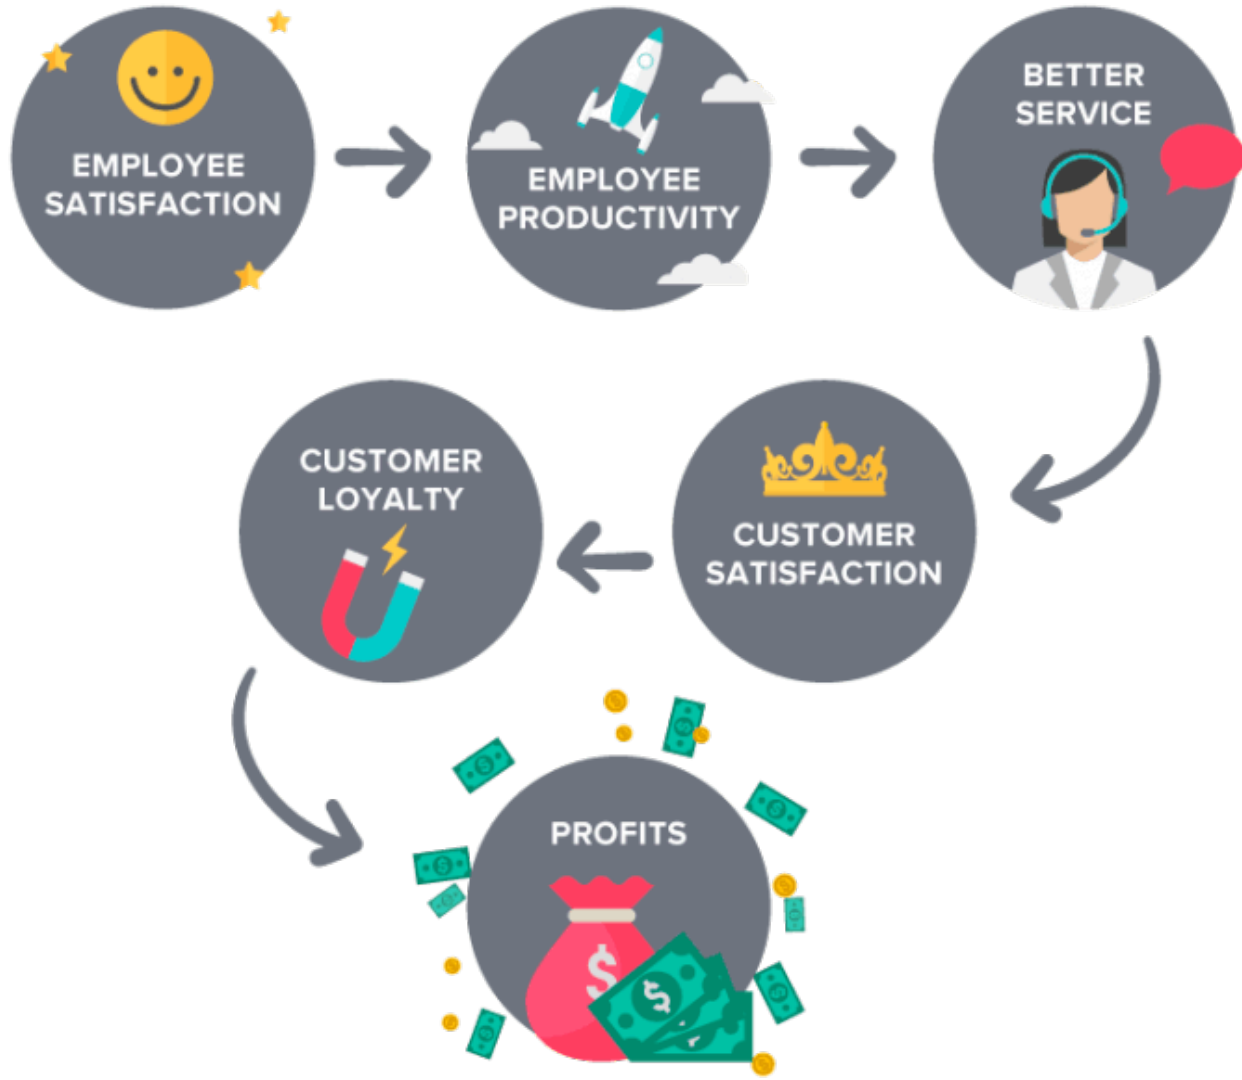 EMPLOYEE
SATISFACTION
EMPLOYEE
PRODUCTIVITY
BETTER
SERVICE
CUSTOMER
SATISFACTION
CUSTOMER
LOYALTY
PROFITS
$
$